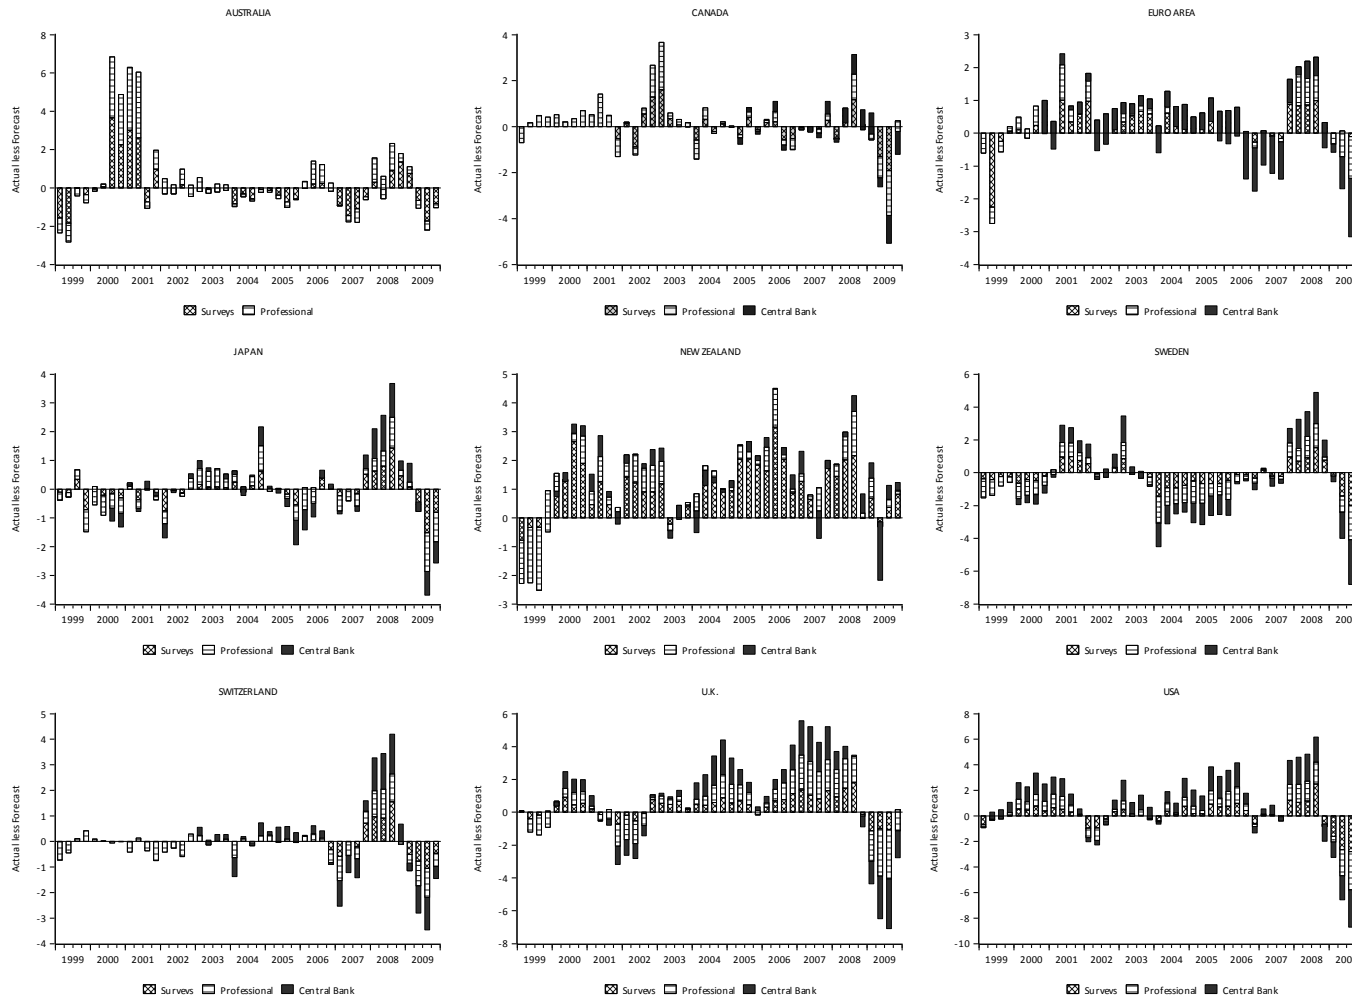 AUSTRALIA
Actual less Forecast
8
6
4
2
0
-2
-4
1999 2000 2001 2002 2003 2004 2005 2006 2007 2008 2009
Surveys Professional
CANADA
Actual less Forecast
4
2
0
-2
-4
-6
1999 2000 2001 2002 2003 2004 2005 2006 2007 2008 2009
Surveys Professional Central Bank
EURO AREA
Actual less Forecast
3
2
1
0
-1
-2
-3
-4
1999 2000 2001 2002 2003 2004 2005 2006 2007 2008 200
Surveys Professional Central Bank
JAPAN
Actual less Forecast
4
3
2
1
0
-1
-2
-3
-4
1999 2000 2001 2002 2003 2004 2005 2006 2007 2008 2009
Surveys Professional Central Bank
NEW ZEALAND
Actual less Forecast
5
4
3
2
1
0
-1
-2
-3
1999 2000 2001 2002 2003 2004 2005 2006 2007 2008 2009
Surveys Professional Central Bank
SWEDEN
Actual less Forecast
6
4
2
0
-2
-4
-6
-8
1999 2000 2001 2002 2003 2004 2005 2006 2007 2008 200
Surveys Professional Central Bank
SWITZERLAND
Actual less Forecast
5
4
3
2
1
0
-1
-2
-3
-4
1999 2000 2001 2002 2003 2004 2005 2006 2007 2008 2009
Surveys Professional Central Bank
U.K.
Actual less Forecast
6
4
2
0
-2
-4
-6
-8
1999 2000 2001 2002 2003 2004 2005 2006 2007 2008 2009
Surveys Professional Central Bank
USA
Actual less Forecast
8
6
4
2
0
-2
-4
-6
-8
-10
1999 2000 2001 2002 2003 2004 2005 2006 2007 2008 200
Surveys Professional Central Bank